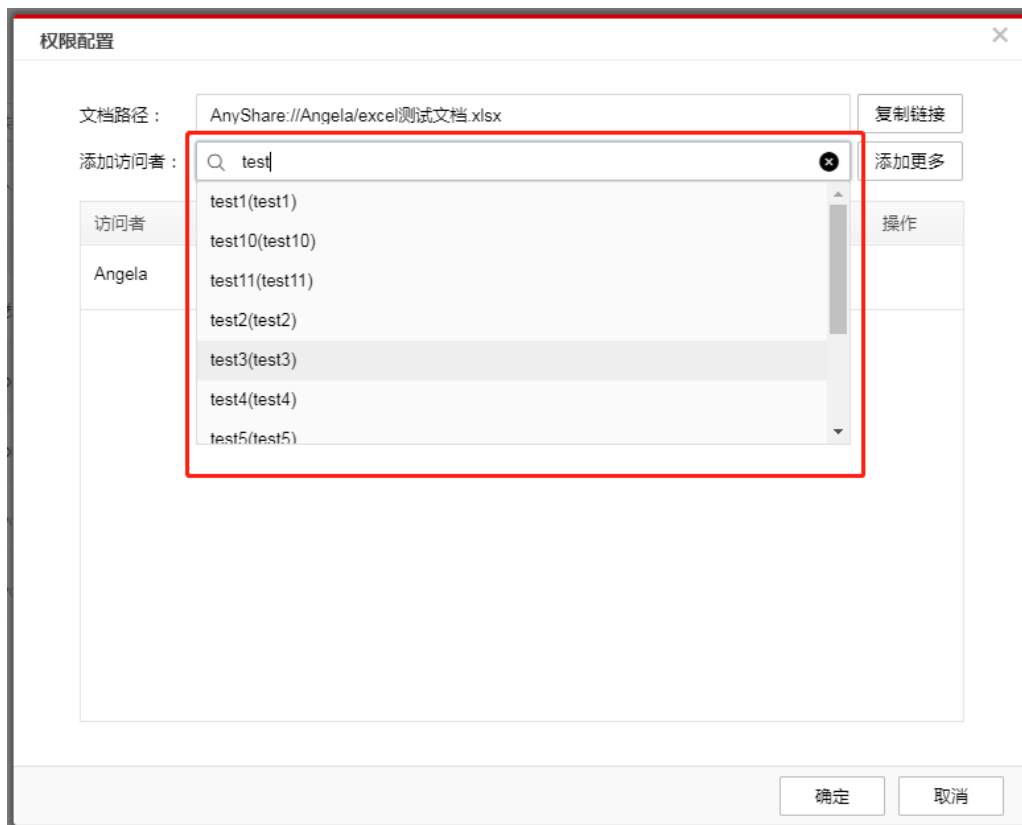 权限配置
文档路径： AnyShare://Angela/excel测试文档.xlsx 复制链接
添加访问者： test 添加更多
访问者 操作
Angela
test1(test1)
test10(test10)
test11(test11)
test2(test2)
test3(test3)
test4(test4)
test5(test5)
确定 取消